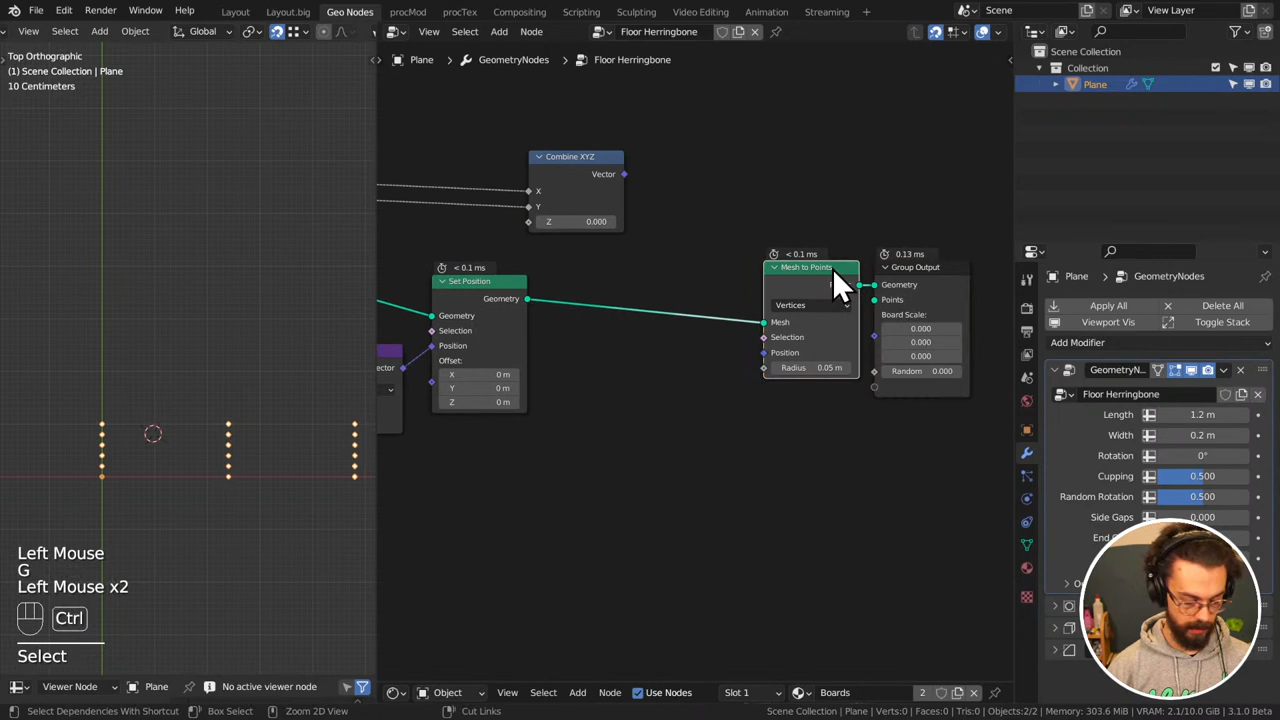 File Edit Render Window Help Layout Layout.big Geo Nodes procMod procTex Compositing Scripting Sculpting Video Editing Animation Streaming + Scene View Layer
View Select Add Object Global View Select Add Node Floor Herringbone
Top Orthographic
(1) Scene Collection | Plane
10 Centimeters
Plane GeometryNodes Floor Herringbone
Scene Collection
Collection
Plane
Combine XYZ
Vector
X
Y
Z 0.000
< 0.1 ms
Set Position
Geometry
Geometry
Selection
Position
Offset:
X 0 m
Y 0 m
Z 0 m
< 0.1 ms
Mesh to Points
Vertices
Mesh
Selection
Position
Radius 0.05 m
0.13 ms
Group Output
Geometry
Points
Board Scale:
0.000
0.000
0.000
Random 0.000
Plane GeometryNodes
Apply All Delete All
Viewport Vis Toggle Stack
Add Modifier
GeometryN...
Floor Herringbone
Length 1.2 m
Width 0.2 m
Rotation 0°
Cupping 0.500
Random Rotation 0.500
Side Gaps 0.000
Left Mouse
G
Left Mouse x2
Ctrl
Select
Viewer Node Plane No active viewer node
Object View Select Add Node Use Nodes Slot 1 Boards 2
Select Dependencies With Shortcut Box Select Zoom 2D View Cut Links Scene Collection | Plane | Verts:0 | Faces:0 | Tris:0 | Objects:2/2 | Memory: 303.6 MiB | VRAM: 2.1/10.0 GiB | 3.1.0 Beta